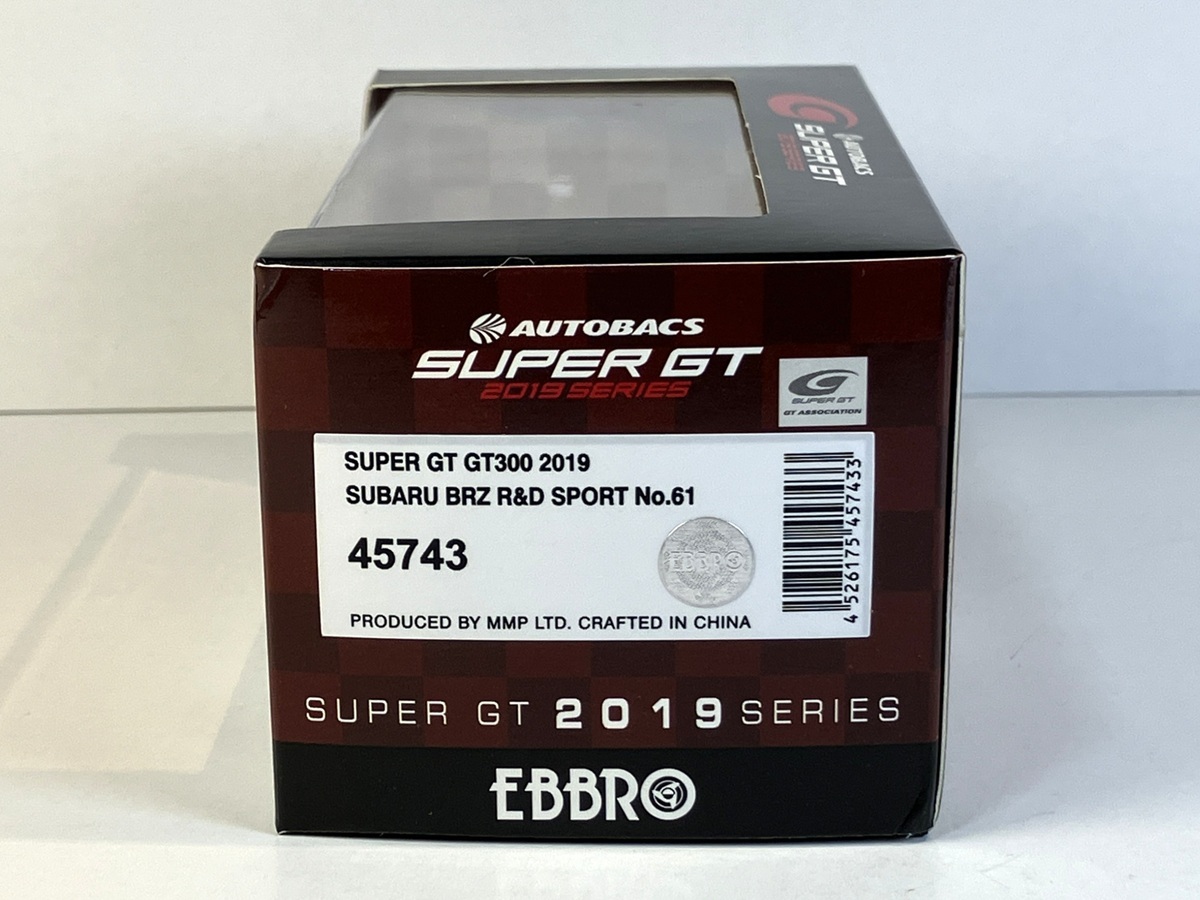 AUTOBACS
SUPER GT
2019 SERIES
AUTOBACS
SUPER GT
2019 SERIES
SUPER GT
GT ASSOCIATION
SUPER GT GT300 2019
SUBARU BRZ R&D SPORT No.61
45743
EBBRO
4 526175 457433
PRODUCED BY MMP LTD. CRAFTED IN CHINA
SUPER GT 2019 SERIES
EBBRO